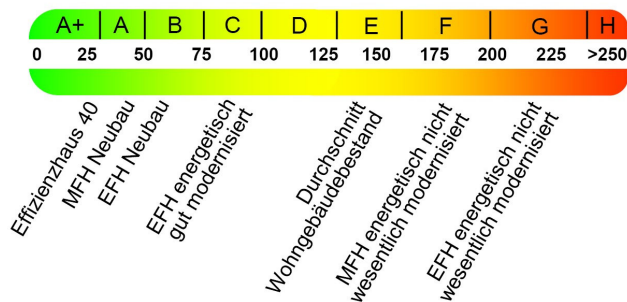 A+ A B C D E F G H
0 25 50 75 100 125 150 175 200 225 >250
Effizienzhaus 40
MFH Neubau
EFH Neubau
EFH energetisch
gut modernisiert
Durchschnitt
Wohngebäudebestand
MFH energetisch nicht
wesentlich modernisiert
EFH energetisch nicht
wesentlich modernisiert